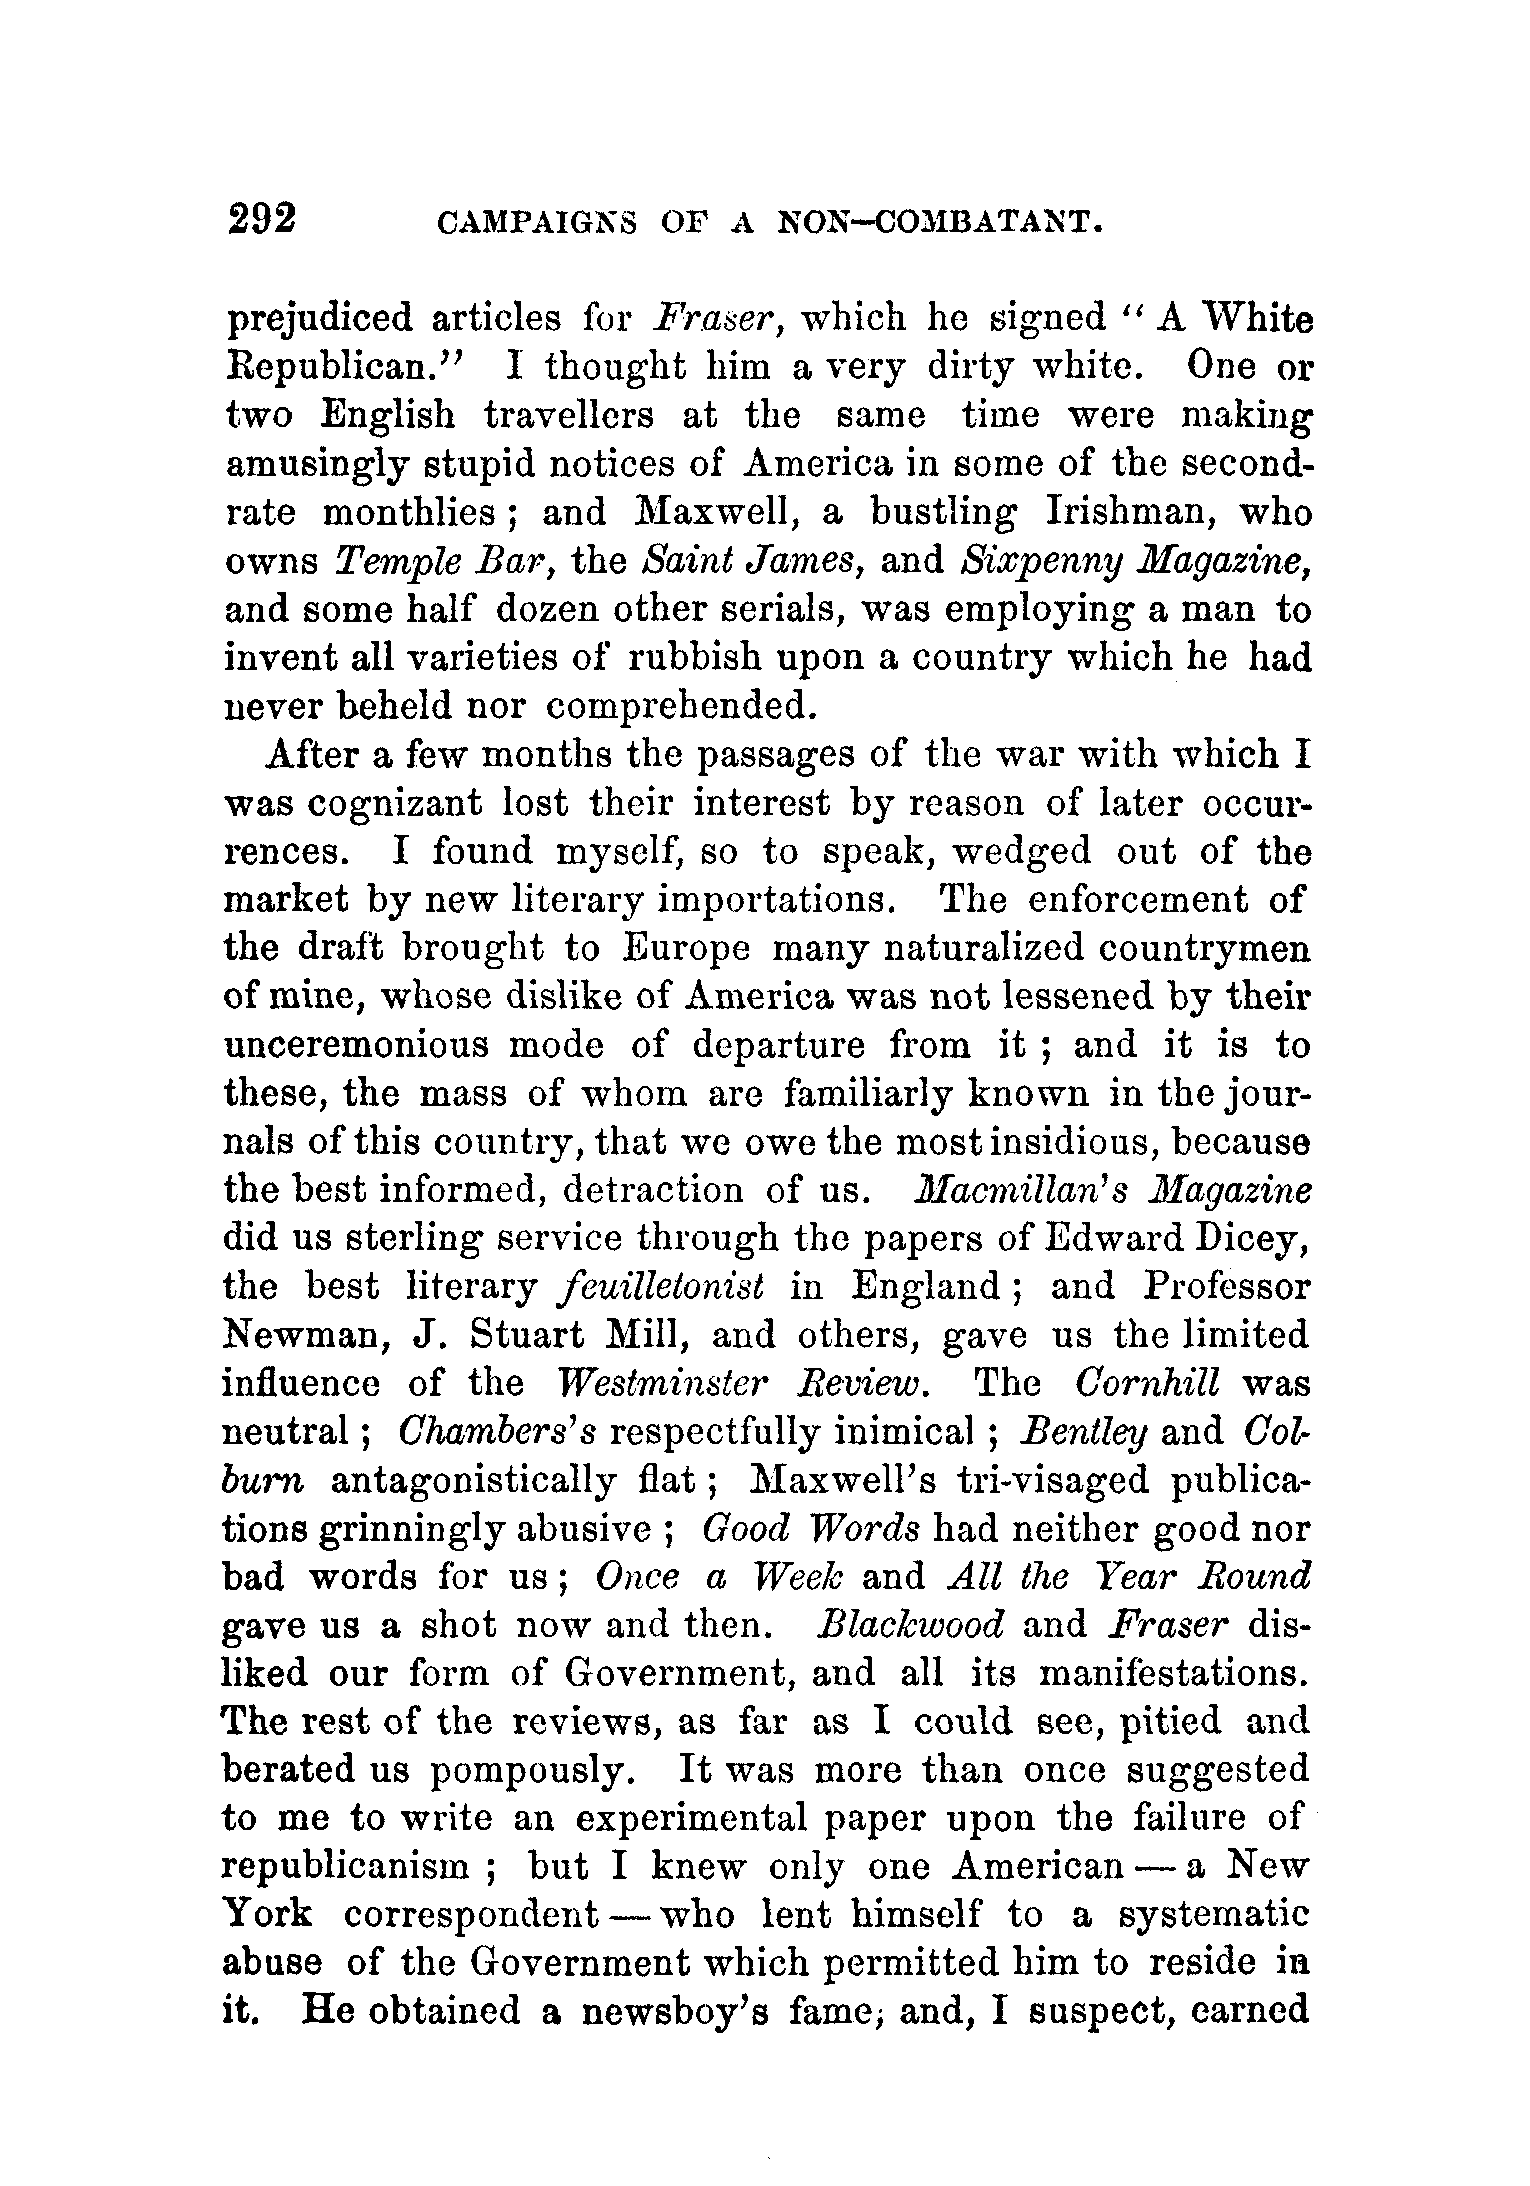 292 CAMPAIGNS OF A NON-COMBATANT.
prejudiced articles for Fraser, which he signed “ A White
Republican.” I thought him a very dirty white. One or
two English travellers at the same time were making
amusingly stupid notices of America in some of the second-
rate monthlies ; and Maxwell, a bustling Irishman, who
owns Temple Bar, the Saint James, and Sixpenny Magazine,
and some half dozen other serials, was employing a man to
invent all varieties of rubbish upon a country which he had
never beheld nor comprehended.
After a few months the passages of the war with which I
was cognizant lost their interest by reason of later occur-
rences. I found myself, so to speak, wedged out of the
market by new literary importations. The enforcement of
the draft brought to Europe many naturalized countrymen
of mine, whose dislike of America was not lessened by their
unceremonious mode of departure from it ; and it is to
these, the mass of whom are familiarly known in the jour-
nals of this country, that we owe the most insidious, because
the best informed, detraction of us. Macmillan’s Magazine
did us sterling service through the papers of Edward Dicey,
the best literary feuilletonist in England ; and Professor
Newman, J. Stuart Mill, and others, gave us the limited
influence of the Westminster Review. The Cornhill was
neutral ; Chambers’s respectfully inimical ; Bentley and Col-
burn antagonistically flat ; Maxwell’s tri-visaged publica-
tions grinningly abusive ; Good Words had neither good nor
bad words for us ; Once a Week and All the Year Round
gave us a shot now and then. Blackwood and Fraser dis-
liked our form of Government, and all its manifestations.
The rest of the reviews, as far as I could see, pitied and
berated us pompously. It was more than once suggested
to me to write an experimental paper upon the failure of
republicanism ; but I knew only one American — a New
York correspondent — who lent himself to a systematic
abuse of the Government which permitted him to reside in
it. He obtained a newsboy’s fame; and, I suspect, earned